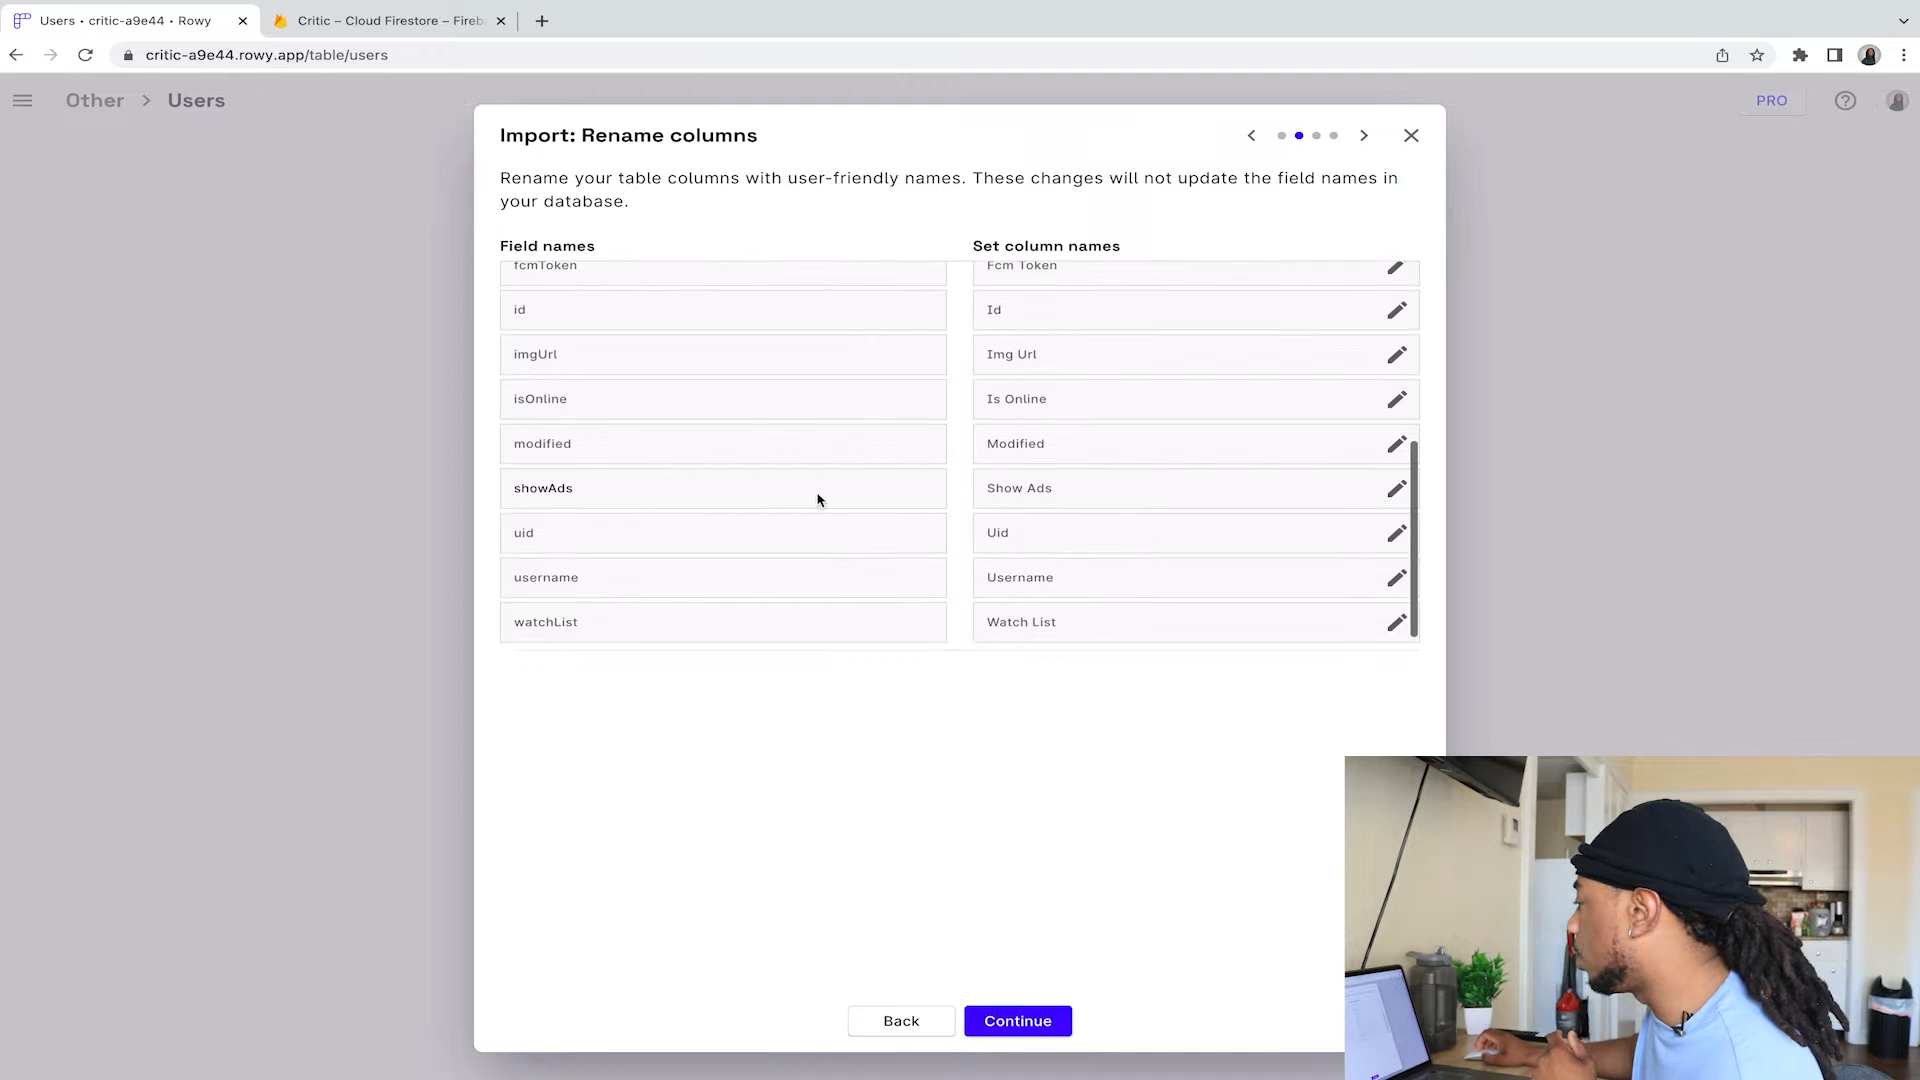 Users • critic-a9e44 • Rowy
Critic – Cloud Firestore – Fireb
critic-a9e44.rowy.app/table/users
Other > Users
PRO
Import: Rename columns
Rename your table columns with user-friendly names. These changes will not update the field names in
your database.
Field names
Set column names
fcmToken
Fcm Token
id
Id
imgUrl
Img Url
isOnline
Is Online
modified
Modified
showAds
Show Ads
uid
Uid
username
Username
watchList
Watch List
Back
Continue